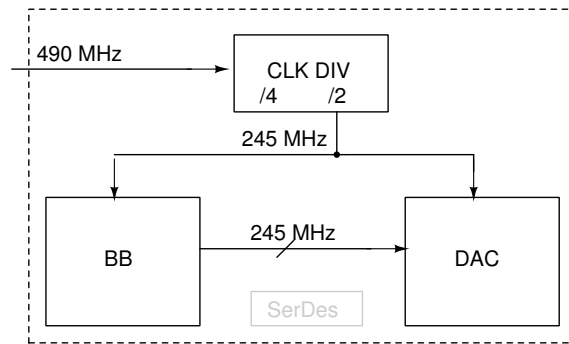 490 MHz
CLK DIV
/4 /2
245 MHz
BB
245 MHz
DAC
SerDes